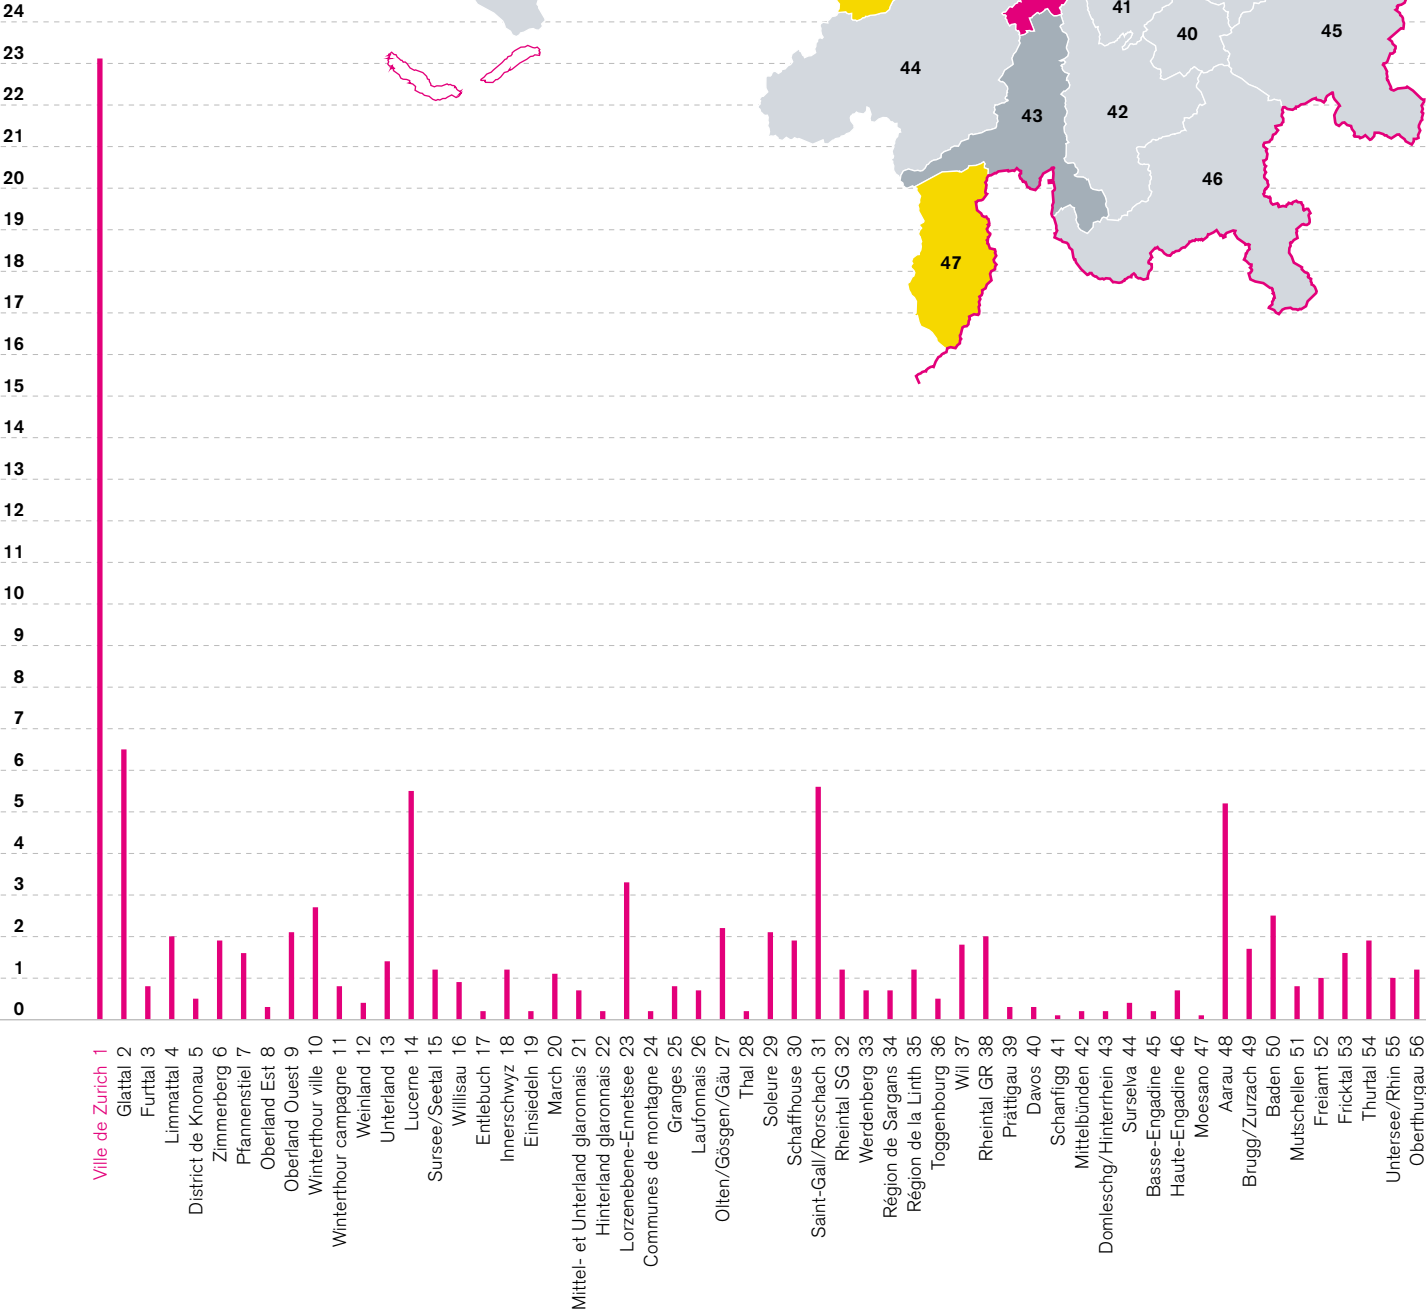 24
23
22
21
20
19
18
17
16
15
14
13
12
11
10
9
8
7
6
5
4
3
2
1
0
41
40
45
44
43
42
46
47
Ville de Zurich 1
Glattal 2
Furttal 3
Limmattal 4
District de Knonau 5
Zimmerberg 6
Pfannenstiel 7
Oberland Est 8
Oberland Ouest 9
Winterthour ville 10
Winterthour campagne 11
Weinland 12
Unterland 13
Lucerne 14
Sursee/Seetal 15
Willisau 16
Entlebuch 17
Innerschwyz 18
Einsiedeln 19
March 20
Mittel- et Unterland glaronnais 21
Hinterland glaronnais 22
Lorzenebene-Ennetsee 23
Communes de montagne 24
Granges 25
Laufonnais 26
Olten/Gösgen/Gäu 27
Thal 28
Soleure 29
Schaffhouse 30
Saint-Gall/Rorschach 31
Rheintal SG 32
Werdenberg 33
Région de Sargans 34
Région de la Linth 35
Toggenbourg 36
Wil 37
Rheintal GR 38
Prättigau 39
Davos 40
Schanfigg 41
Mittelbünden 42
Domleschg/Hinterrhein 43
Surselva 44
Basse-Engadine 45
Haute-Engadine 46
Moesano 47
Aarau 48
Brugg/Zurzach 49
Baden 50
Mutschellen 51
Freiamt 52
Fricktal 53
Thurtal 54
Untersee/Rhin 55
Oberthurgau 56